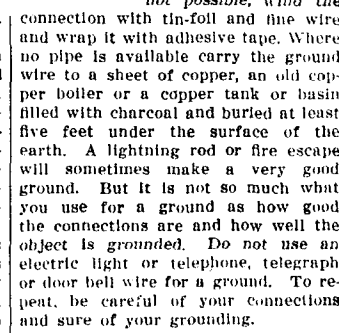 not possible, wind the
connection with tin-foil and fine wire
and wrap it with adhesive tape. Where
no pipe is available carry the ground
wire to a sheet of copper, an old cop-
per boiler or a copper tank or basin
filled with charcoal and buried at least
five feet under the surface of the
earth. A lightning rod or fire escape
will sometimes make a very good
ground. But it is not so much what
you use for a ground as how good
the connections are and how well the
object is grounded. Do not use an
electric light or telephone, telegraph
or door bell wire for a ground. To re-
peat, be careful of your connections
and sure of your grounding.